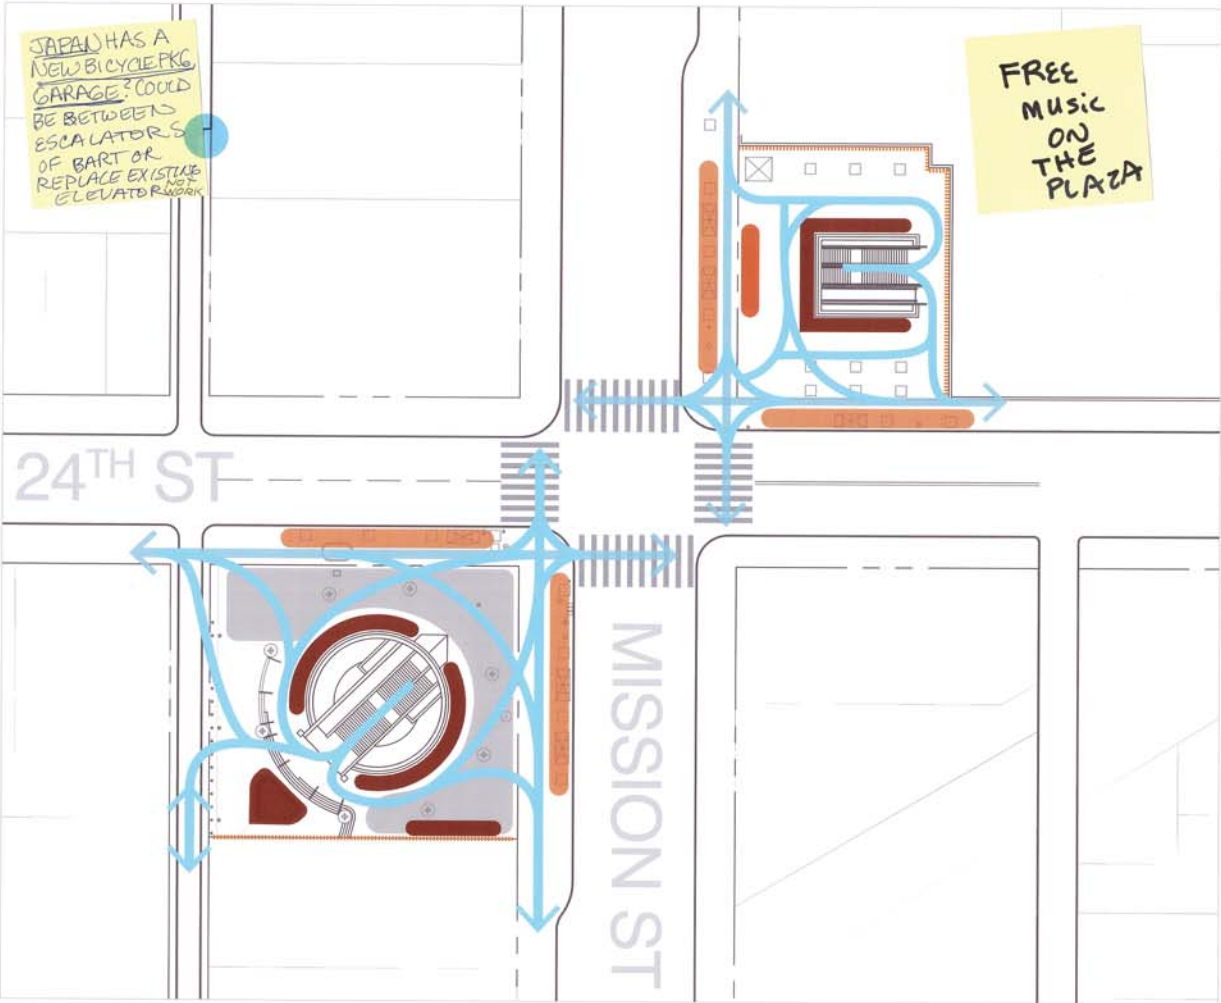 JAPAN HAS A
NEW BICYCLE PKG
GARAGE? COULD
BE BETWEEN
ESCALATORS
OF BART OR
REPLACE EXISTING
ELEVATOR NOT
WORK
FREE
MUSiC
ON
THE
PLAZA
24TH ST
MISSION ST